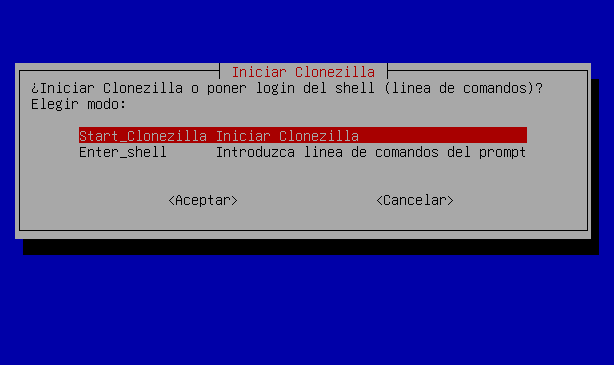 Iniciar Clonezilla
¿Iniciar Clonezilla o poner login del shell (linea de comandos)?
Elegir modo:
Start_Clonezilla Iniciar Clonezilla
Enter_shell Introduzca linea de comandos del prompt
<Aceptar> <Cancelar>